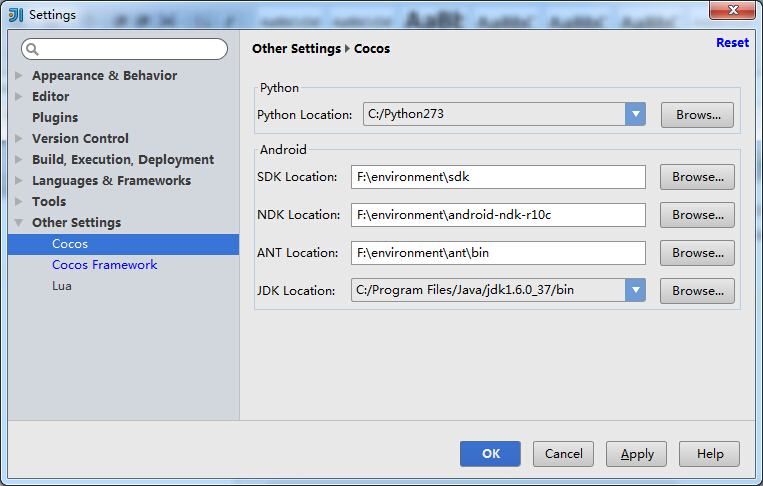 Settings
Appearance & Behavior
Editor
Plugins
Version Control
Build, Execution, Deployment
Languages & Frameworks
Tools
Other Settings
Cocos
Cocos Framework
Lua
Other Settings ▸ Cocos
Reset
Python
Python Location: C:/Python273 Brows...
Android
SDK Location: F:\environment\sdk Browse...
NDK Location: F:\environment\android-ndk-r10c Browse...
ANT Location: F:\environment\ant\bin Browse...
JDK Location: C:/Program Files/Java/jdk1.6.0_37/bin Browse...
OK Cancel Apply Help